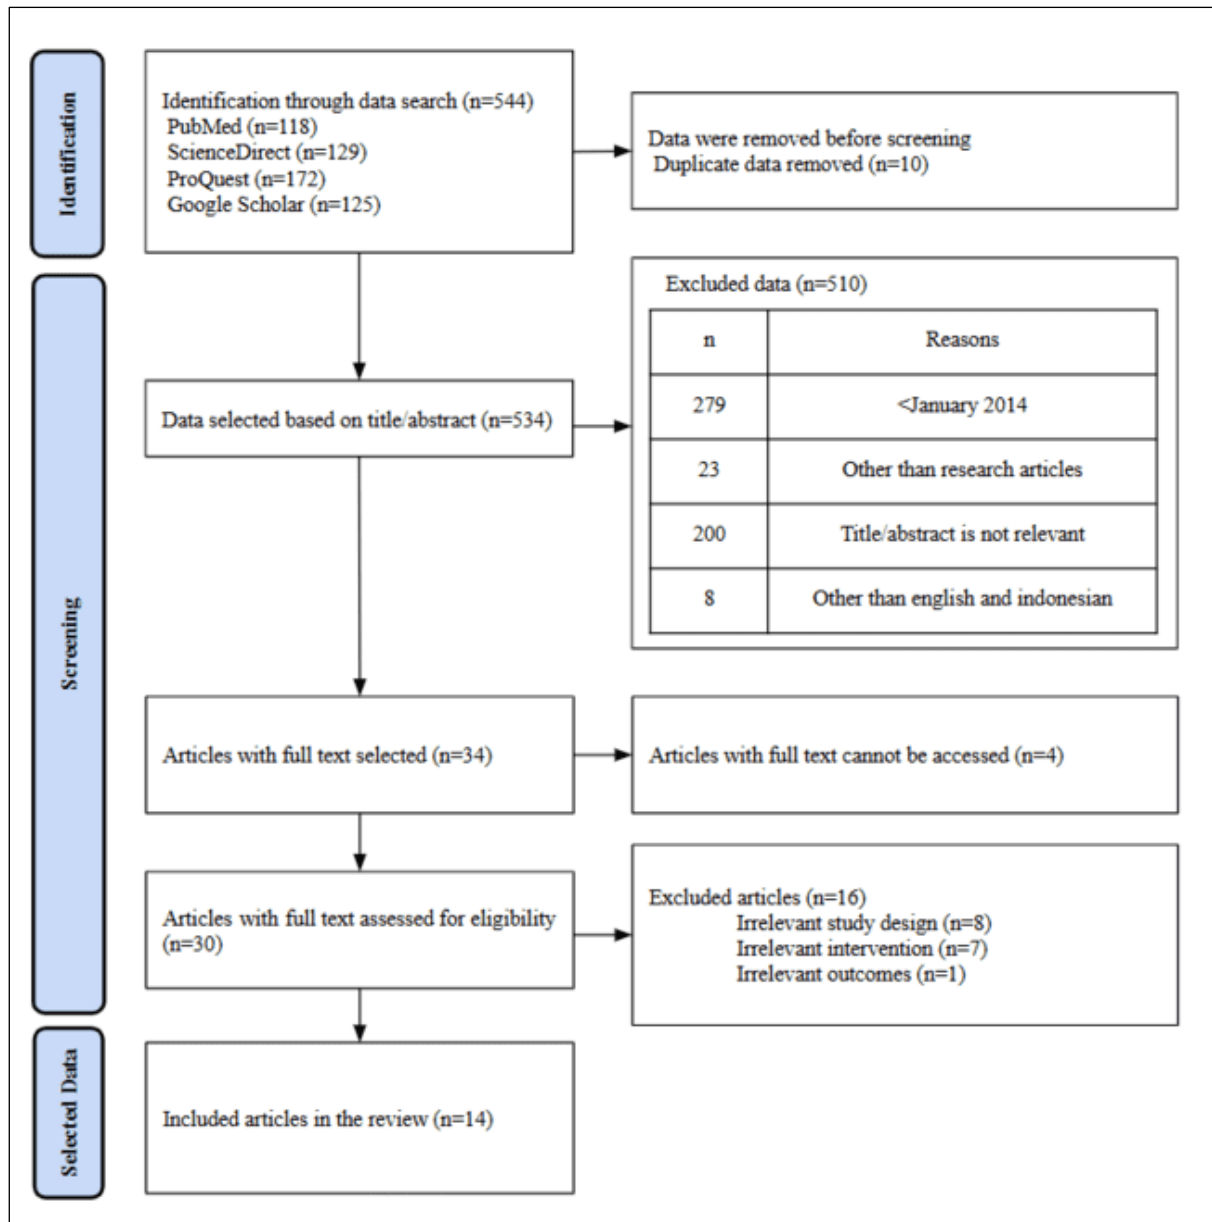 Identification
Identification through data search (n=544)
PubMed (n=118)
ScienceDirect (n=129)
ProQuest (n=172)
Google Scholar (n=125)
Data were removed before screening
Duplicate data removed (n=10)
Screening
Data selected based on title/abstract (n=534)
Excluded data (n=510)
n Reasons
279 <January 2014
23 Other than research articles
200 Title/abstract is not relevant
8 Other than english and indonesian
Articles with full text selected (n=34)
Articles with full text cannot be accessed (n=4)
Articles with full text assessed for eligibility
(n=30)
Excluded articles (n=16)
Irrelevant study design (n=8)
Irrelevant intervention (n=7)
Irrelevant outcomes (n=1)
Selected Data
Included articles in the review (n=14)